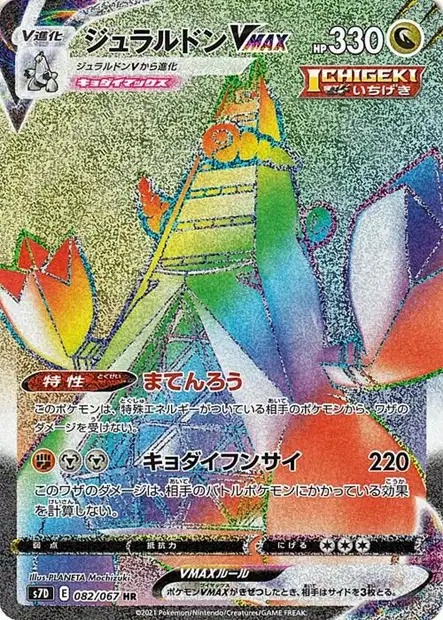 V進化
ジュラルドンVMAX HP330
ジュラルドンVから進化
キョダイマックス
ICHIGEKI
いちげき
特性 とくせい まてんろう
このポケモンは、特殊エネルギーがついている相手のポケモンから、ワザの
ダメージを受けない。
キョダイフンサイ 220
このワザのダメージは、相手のバトルポケモンにかかっている効果
を計算しない。
弱点 抵抗力 にげる
Illus.PLANETA Mochizuki
VMAXルール
ポケモンVMAXがきぜつしたとき、相手はサイドを3枚とる。
s7D E 082/067 HR
©2021 Pokémon/Nintendo/Creatures/GAME FREAK.